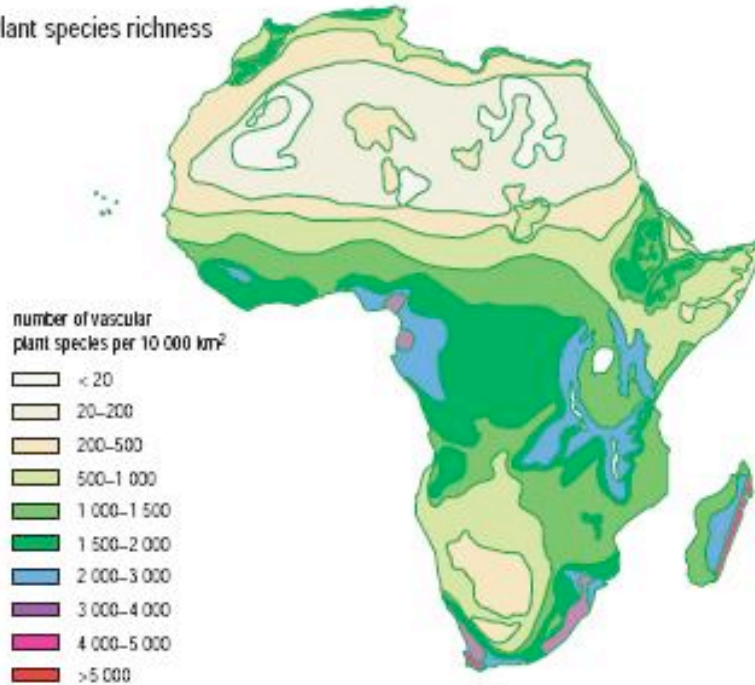 lant species richness
number of vascular
plant species per 10 000 km²
< 20
20–200
200–500
500–1 000
1 000–1 500
1 500–2 000
2 000–3 000
3 000–4 000
4 000–5 000
>5 000